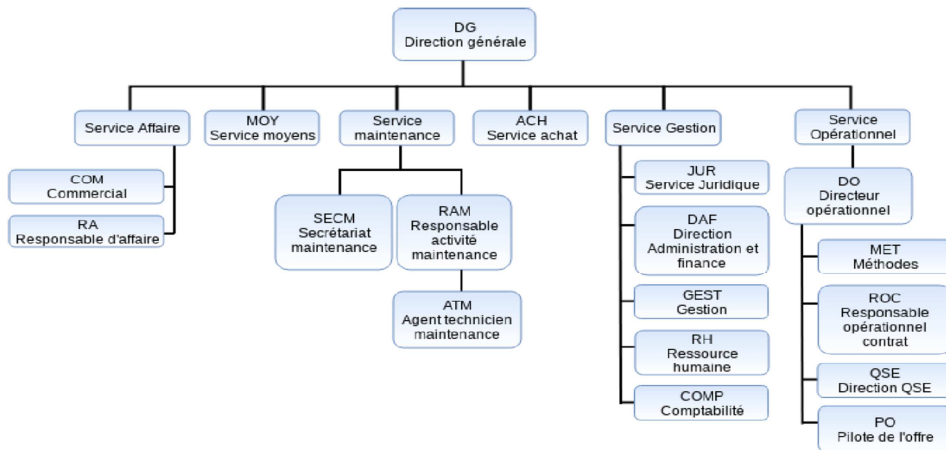 DG
Direction générale
Service Affaire
MOY
Service moyens
Service
maintenance
ACH
Service achat
Service Gestion
Service
Opérationnel
COM
Commercial
RA
Responsable d'affaire
SECM
Secrétariat
maintenance
RAM
Responsable
activité
maintenance
ATM
Agent technicien
maintenance
JUR
Service Juridique
DAF
Direction
Administration et
finance
GEST
Gestion
RH
Ressource
humaine
COMP
Comptabilité
DO
Directeur
opérationnel
MET
Méthodes
ROC
Responsable
opérationnel
contrat
QSE
Direction QSE
PO
Pilote de l'offre